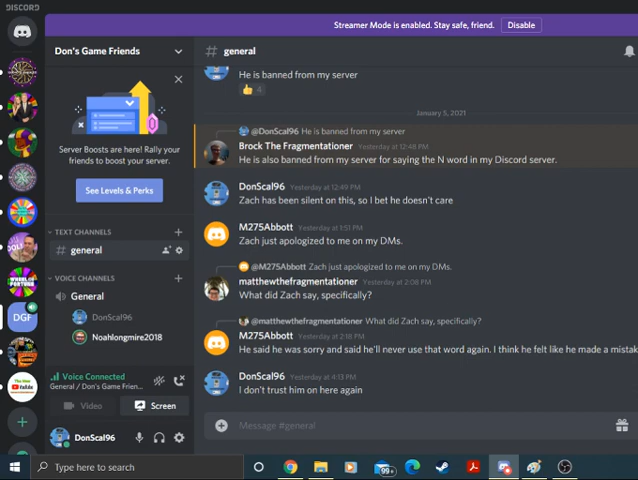 DISCORD
Streamer Mode is enabled. Stay safe, friend.
Disable
Don's Game Friends
# general
Server Boosts are here! Rally your
friends to boost your server.
See Levels & Perks
TEXT CHANNELS
# general
VOICE CHANNELS
General
DonScal96
Noahlongmire2018
DGF
WHEEL OF
FORTUNE
YouTube
Voice Connected
General / Don's Game Frien...
Video
Screen
DonScal96
He is banned from my server
👍 4
January 5, 2021
@DonScal96 He is banned from my server
Brock The Fragmentationer Yesterday at 12:48 PM
He is also banned from my server for saying the N word in my Discord server.
DonScal96 Yesterday at 12:49 PM
Zach has been silent on this, so I bet he doesn't care
M275Abbott Yesterday at 1:51 PM
Zach just apologized to me on my DMs.
@M275Abbott Zach just apologized to me on my DMs.
matthewthefragmentationer Yesterday at 2:08 PM
What did Zach say, specifically?
@matthewthefragmentationer What did Zach say, specifically?
M275Abbott Yesterday at 2:18 PM
He said he was sorry and said he'll never use that word again. I think he felt like he made a mistak
DonScal96 Yesterday at 4:13 PM
I don't trust him on here again
Message #general
Type here to search
99+